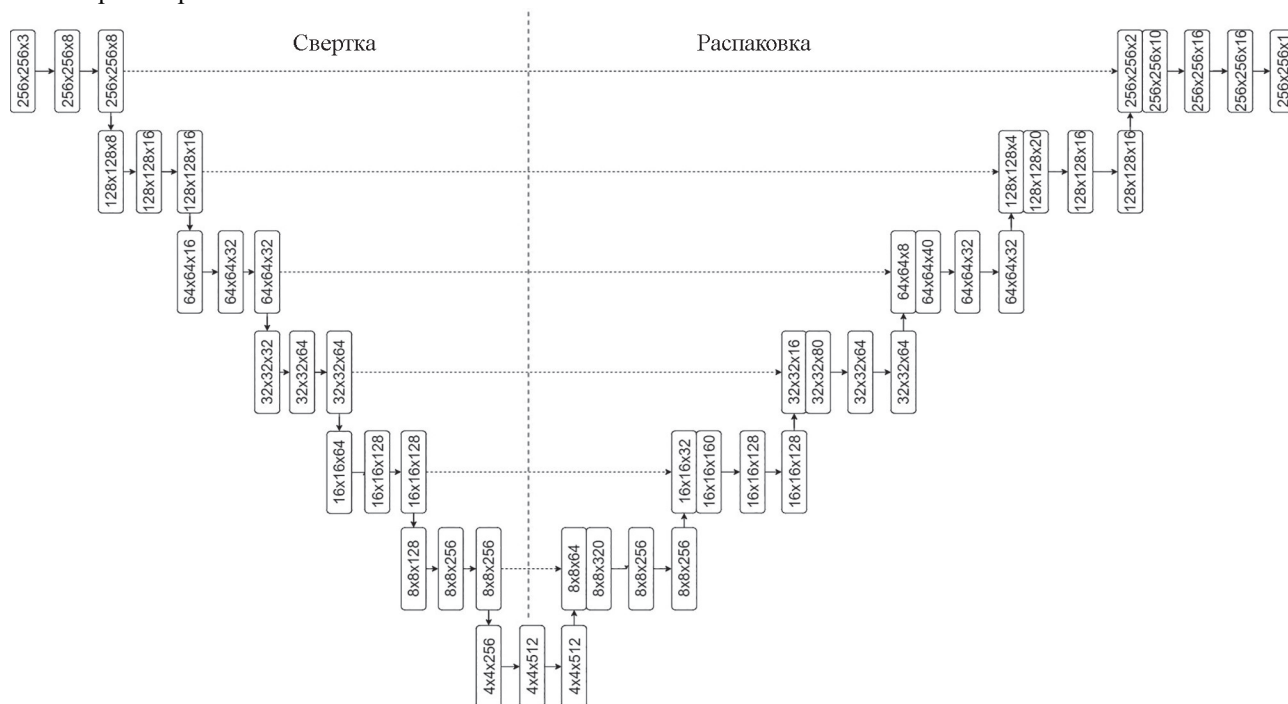 Свертка
Распаковка
256x256x3
256x256x8
256x256x8
256x256x2
256x256x10
256x256x16
256x256x16
256x256x1
128x128x8
128x128x16
128x128x16
128x128x4
128x128x20
128x128x16
128x128x16
64x64x16
64x64x32
64x64x32
64x64x8
64x64x40
64x64x32
64x64x32
32x32x32
32x32x64
32x32x64
32x32x16
32x32x80
32x32x64
32x32x64
16x16x64
16x16x128
16x16x128
16x16x32
16x16x160
16x16x128
16x16x128
8x8x128
8x8x256
8x8x256
8x8x64
8x8x320
8x8x256
8x8x256
4x4x256
4x4x512
4x4x512